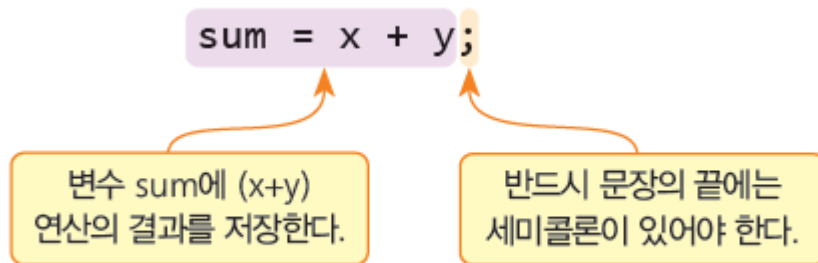 sum = x + y;
변수 sum에 (x+y)
연산의 결과를 저장한다.
반드시 문장의 끝에는
세미콜론이 있어야 한다.